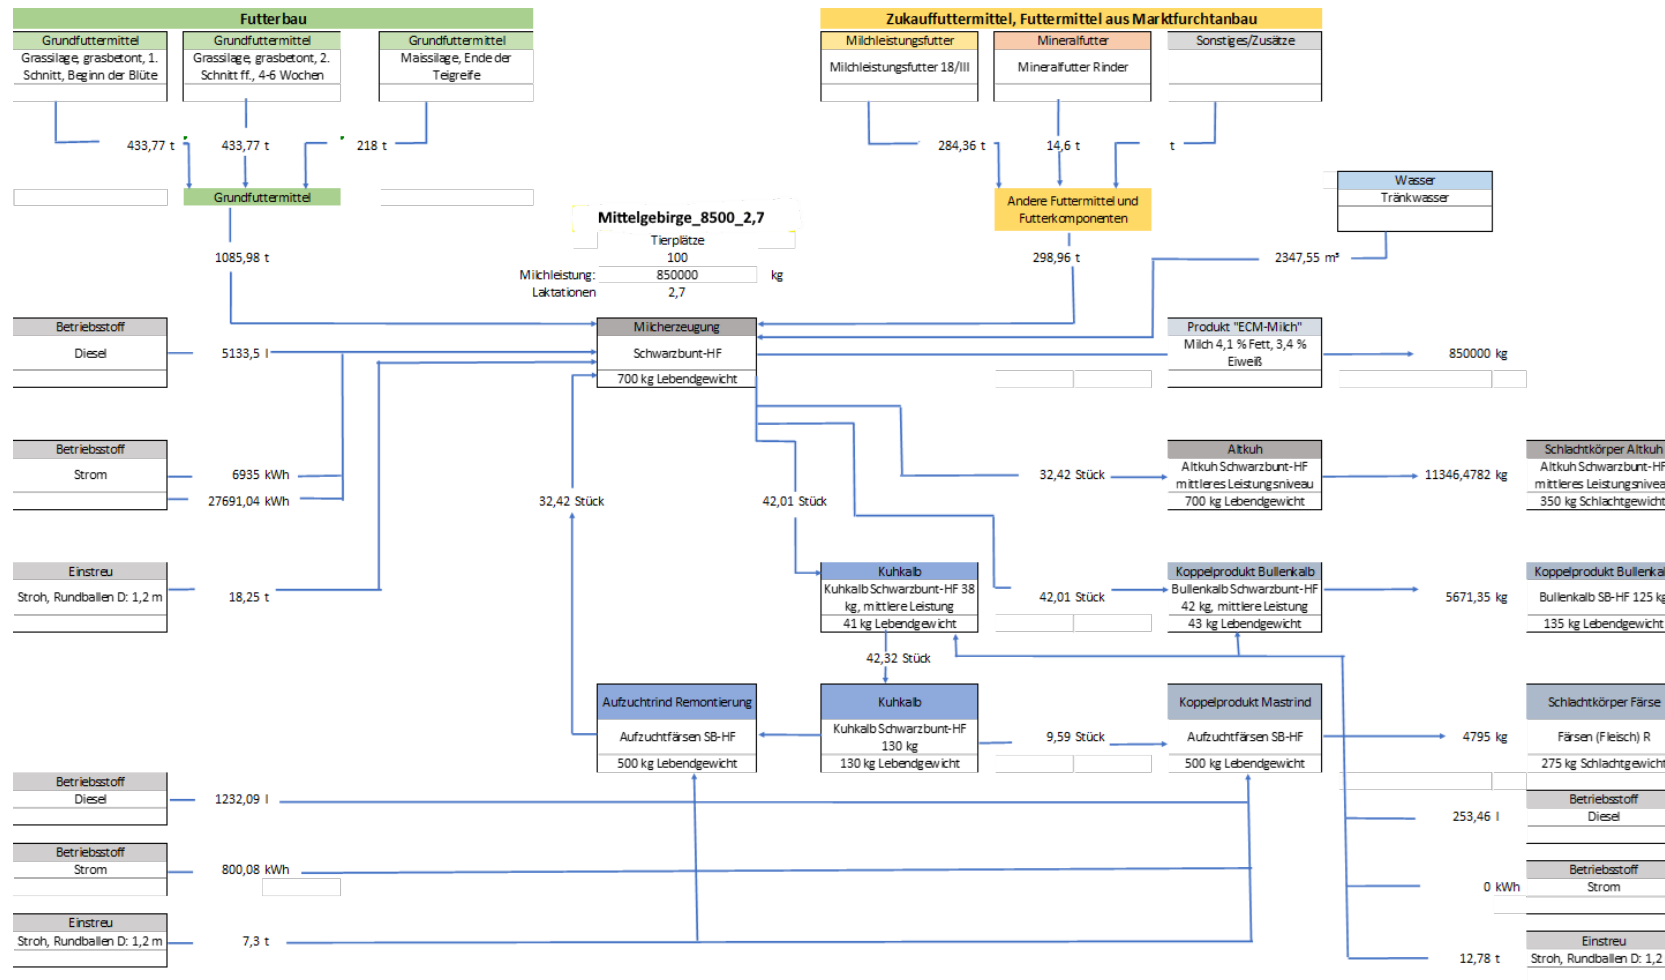 Futterbau
Zukauffuttermittel, Futtermittel aus Marktfurchtanbau
Grundfuttermittel
Grassilage, grasbetont, 1.
Schnitt, Beginn der Blüte
Grundfuttermittel
Grassilage, grasbetont, 2.
Schnitt ff., 4-6 Wochen
Grundfuttermittel
Maissilage, Ende der
Teigreife
Milchleistungsfutter
Milchleistungsfutter 18/III
Mineralfutter
Mineralfutter Rinder
Sonstiges/Zusätze
433,77 t
433,77 t
218 t
284,36 t
14,6 t
t
Grundfuttermittel
Andere Futtermittel und
Futterkomponenten
Wasser
Tränkwasser
Mittelgebirge_8500_2,7
Tierplätze
100
Milchleistung: 850000 kg
Laktationen 2,7
1085,98 t
298,96 t
2347,55 m³
Betriebsstoff
Diesel
5133,5 l
Milcherzeugung
Schwarzbunt-HF
700 kg Lebendgewicht
Produkt "ECM-Milch"
Milch 4,1 % Fett, 3,4 %
Eiweiß
850000 kg
Betriebsstoff
Strom
6935 kWh
27691,04 kWh
32,42 Stück
42,01 Stück
32,42 Stück
Altkuh
Altkuh Schwarzbunt-HF
mittleres Leistungsniveau
700 kg Lebendgewicht
11346,4782 kg
Schlachtkörper Altkuh
Altkuh Schwarzbunt-HF
mittleres Leistungsniveau
350 kg Schlachtgewicht
Einstreu
Stroh, Rundballen D: 1,2 m
18,25 t
Kuhkalb
Kuhkalb Schwarzbunt-HF 38
kg, mittlere Leistung
41 kg Lebendgewicht
42,01 Stück
Koppelprodukt Bullenkalb
Bullenkalb Schwarzbunt-HF
42 kg, mittlere Leistung
43 kg Lebendgewicht
5671,35 kg
Koppelprodukt Bullenkal
Bullenkalb SB-HF 125 kg
135 kg Lebendgewicht
42,32 Stück
Aufzuchtrind Remontierung
Aufzuchtfärsen SB-HF
500 kg Lebendgewicht
Kuhkalb
Kuhkalb Schwarzbunt-HF
130 kg
130 kg Lebendgewicht
9,59 Stück
Koppelprodukt Mastrind
Aufzuchtfärsen SB-HF
500 kg Lebendgewicht
4795 kg
Schlachtkörper Färse
Färsen (Fleisch) R
275 kg Schlachtgewicht
Betriebsstoff
Diesel
1232,09 l
Betriebsstoff
Diesel
253,46 l
Betriebsstoff
Strom
800,08 kWh
Betriebsstoff
Strom
0 kWh
Einstreu
Stroh, Rundballen D: 1,2 m
7,3 t
Einstreu
Stroh, Rundballen D: 1,2
12,78 t